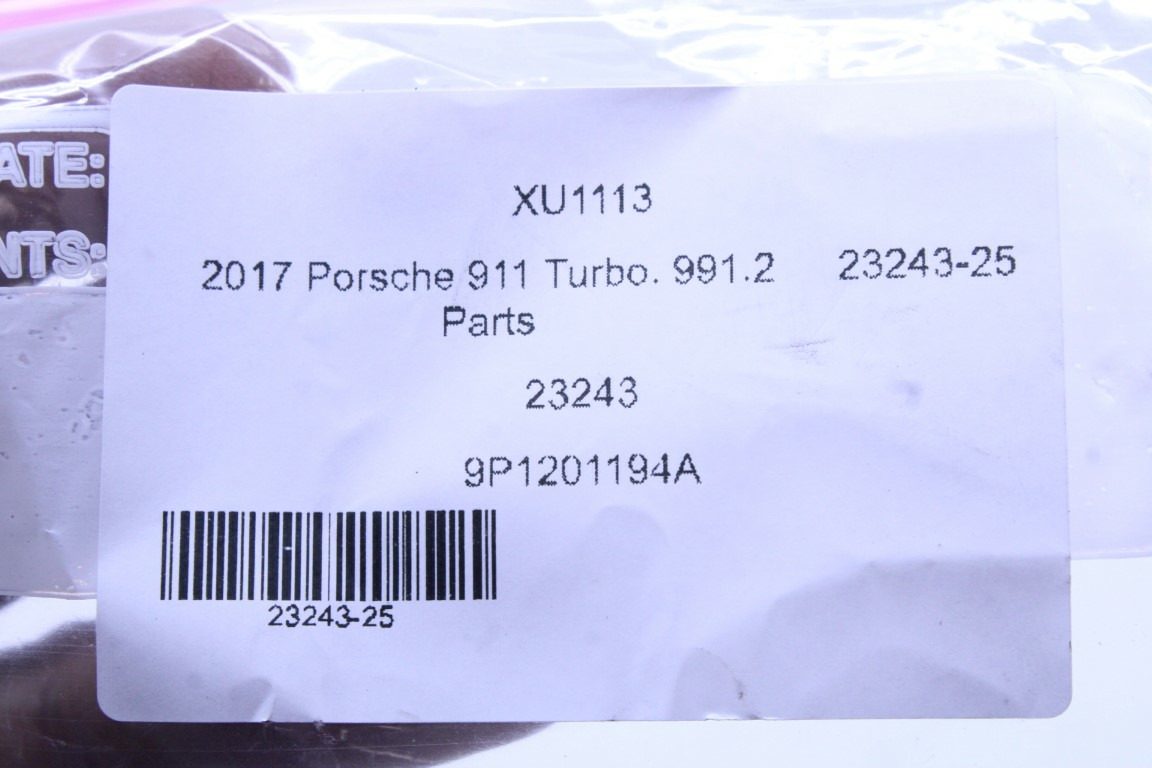 ATE:
NTS:
XU1113
2017 Porsche 911 Turbo. 991.2 23243-25
Parts
23243
9P1201194A
23243-25